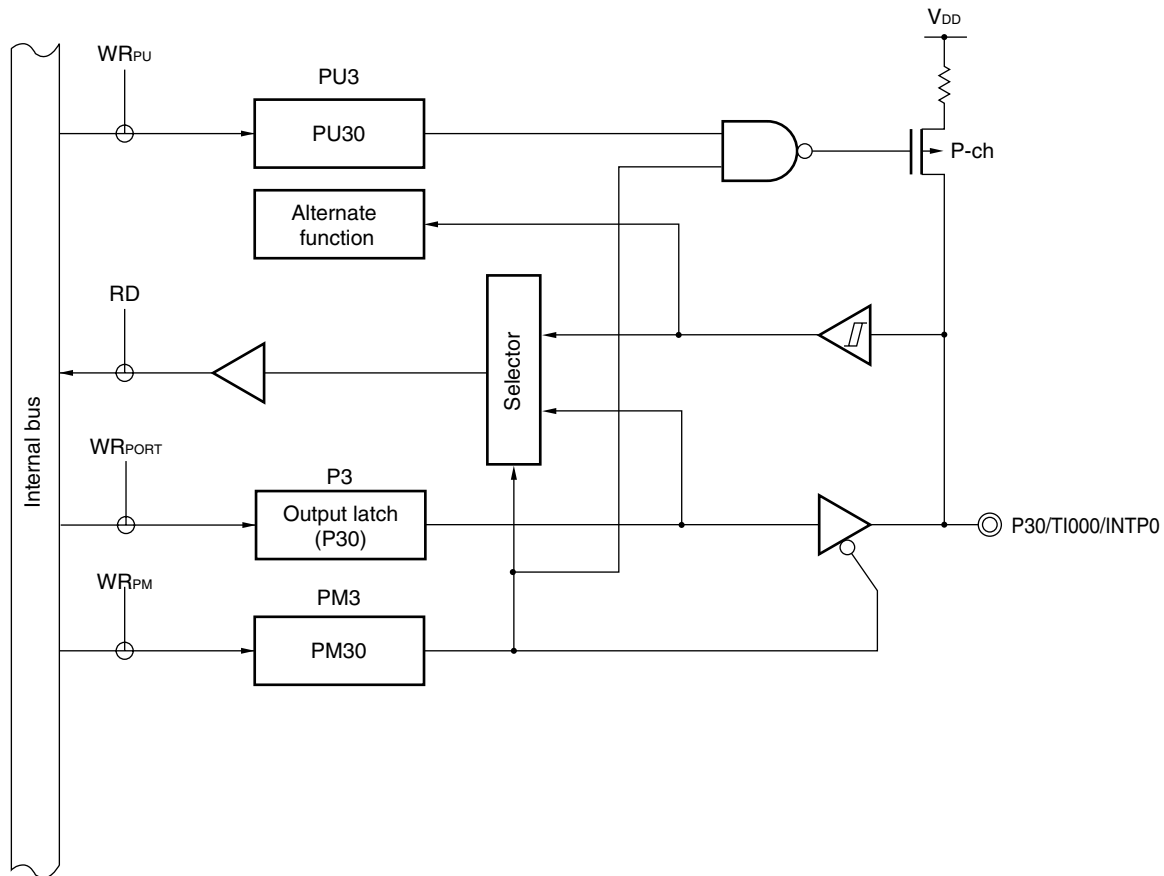 VDD
WRPU
PU3
PU30
P-ch
Alternate
function
RD
Selector
Internal bus
WRPORT
P3
Output latch
(P30)
P30/TI000/INTP0
WRPM
PM3
PM30